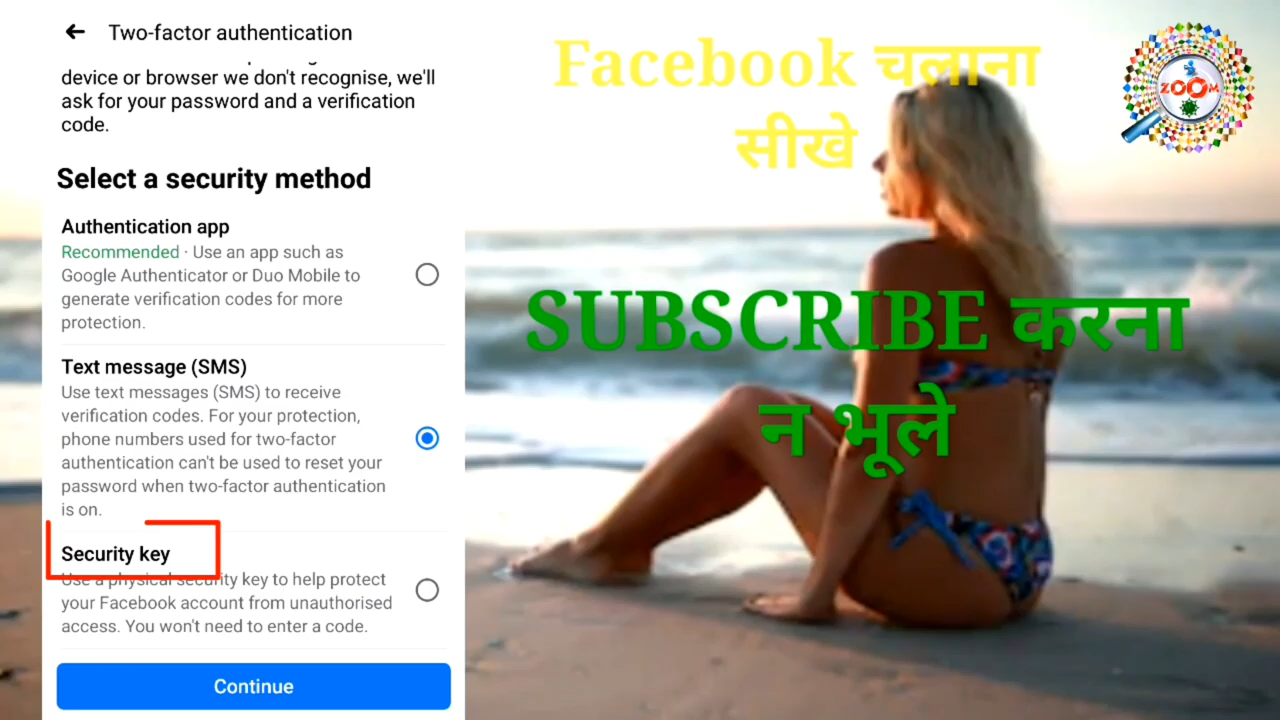 Two-factor authentication
device or browser we don't recognise, we'll
ask for your password and a verification
code.
Select a security method
Authentication app
Recommended · Use an app such as
Google Authenticator or Duo Mobile to
generate verification codes for more
protection.
Text message (SMS)
Use text messages (SMS) to receive
verification codes. For your protection,
phone numbers used for two-factor
authentication can't be used to reset your
password when two-factor authentication
is on.
Security key
Use a physical security key to help protect
your Facebook account from unauthorised
access. You won't need to enter a code.
Continue
Facebook चलाना
सीखे
ZOOM
SUBSCRIBE करना
न भूले